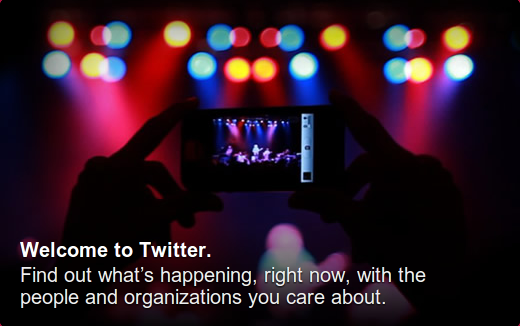 Welcome to Twitter.
Find out what’s happening, right now, with the
people and organizations you care about.